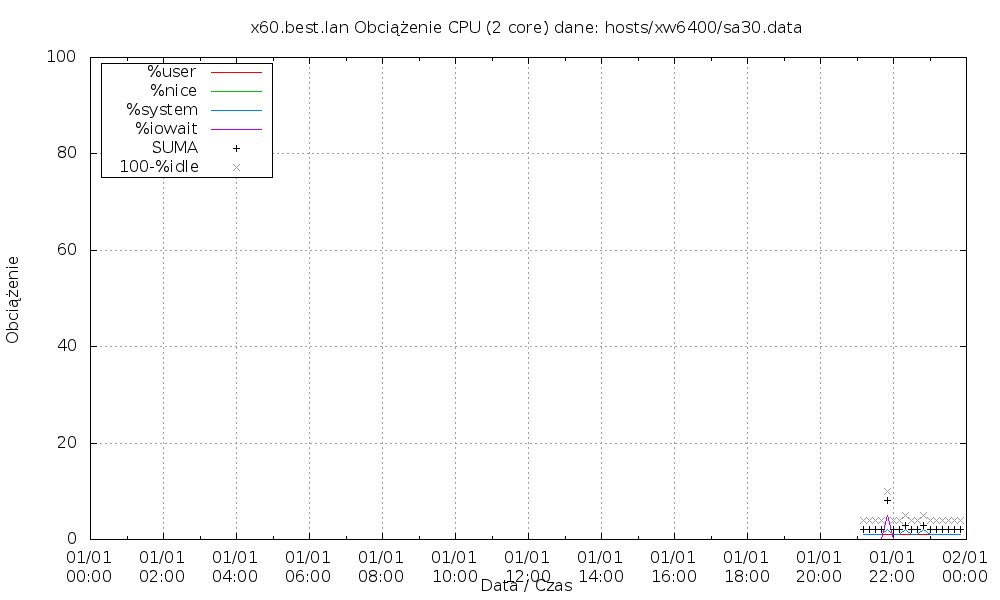 x60.best.lan Obciążenie CPU (2 core) dane: hosts/xw6400/sa30.data
100
80
60
40
20
0
Obciążenie
%user
%nice
%system
%iowait
SUMA
100-%idle
01/01 01/01 01/01 01/01 01/01 01/01 01/01 01/01 01/01 01/01 01/01 01/01 02/01
00:00 02:00 04:00 06:00 08:00 10:00 12:00 14:00 16:00 18:00 20:00 22:00 00:00
Data / Czas